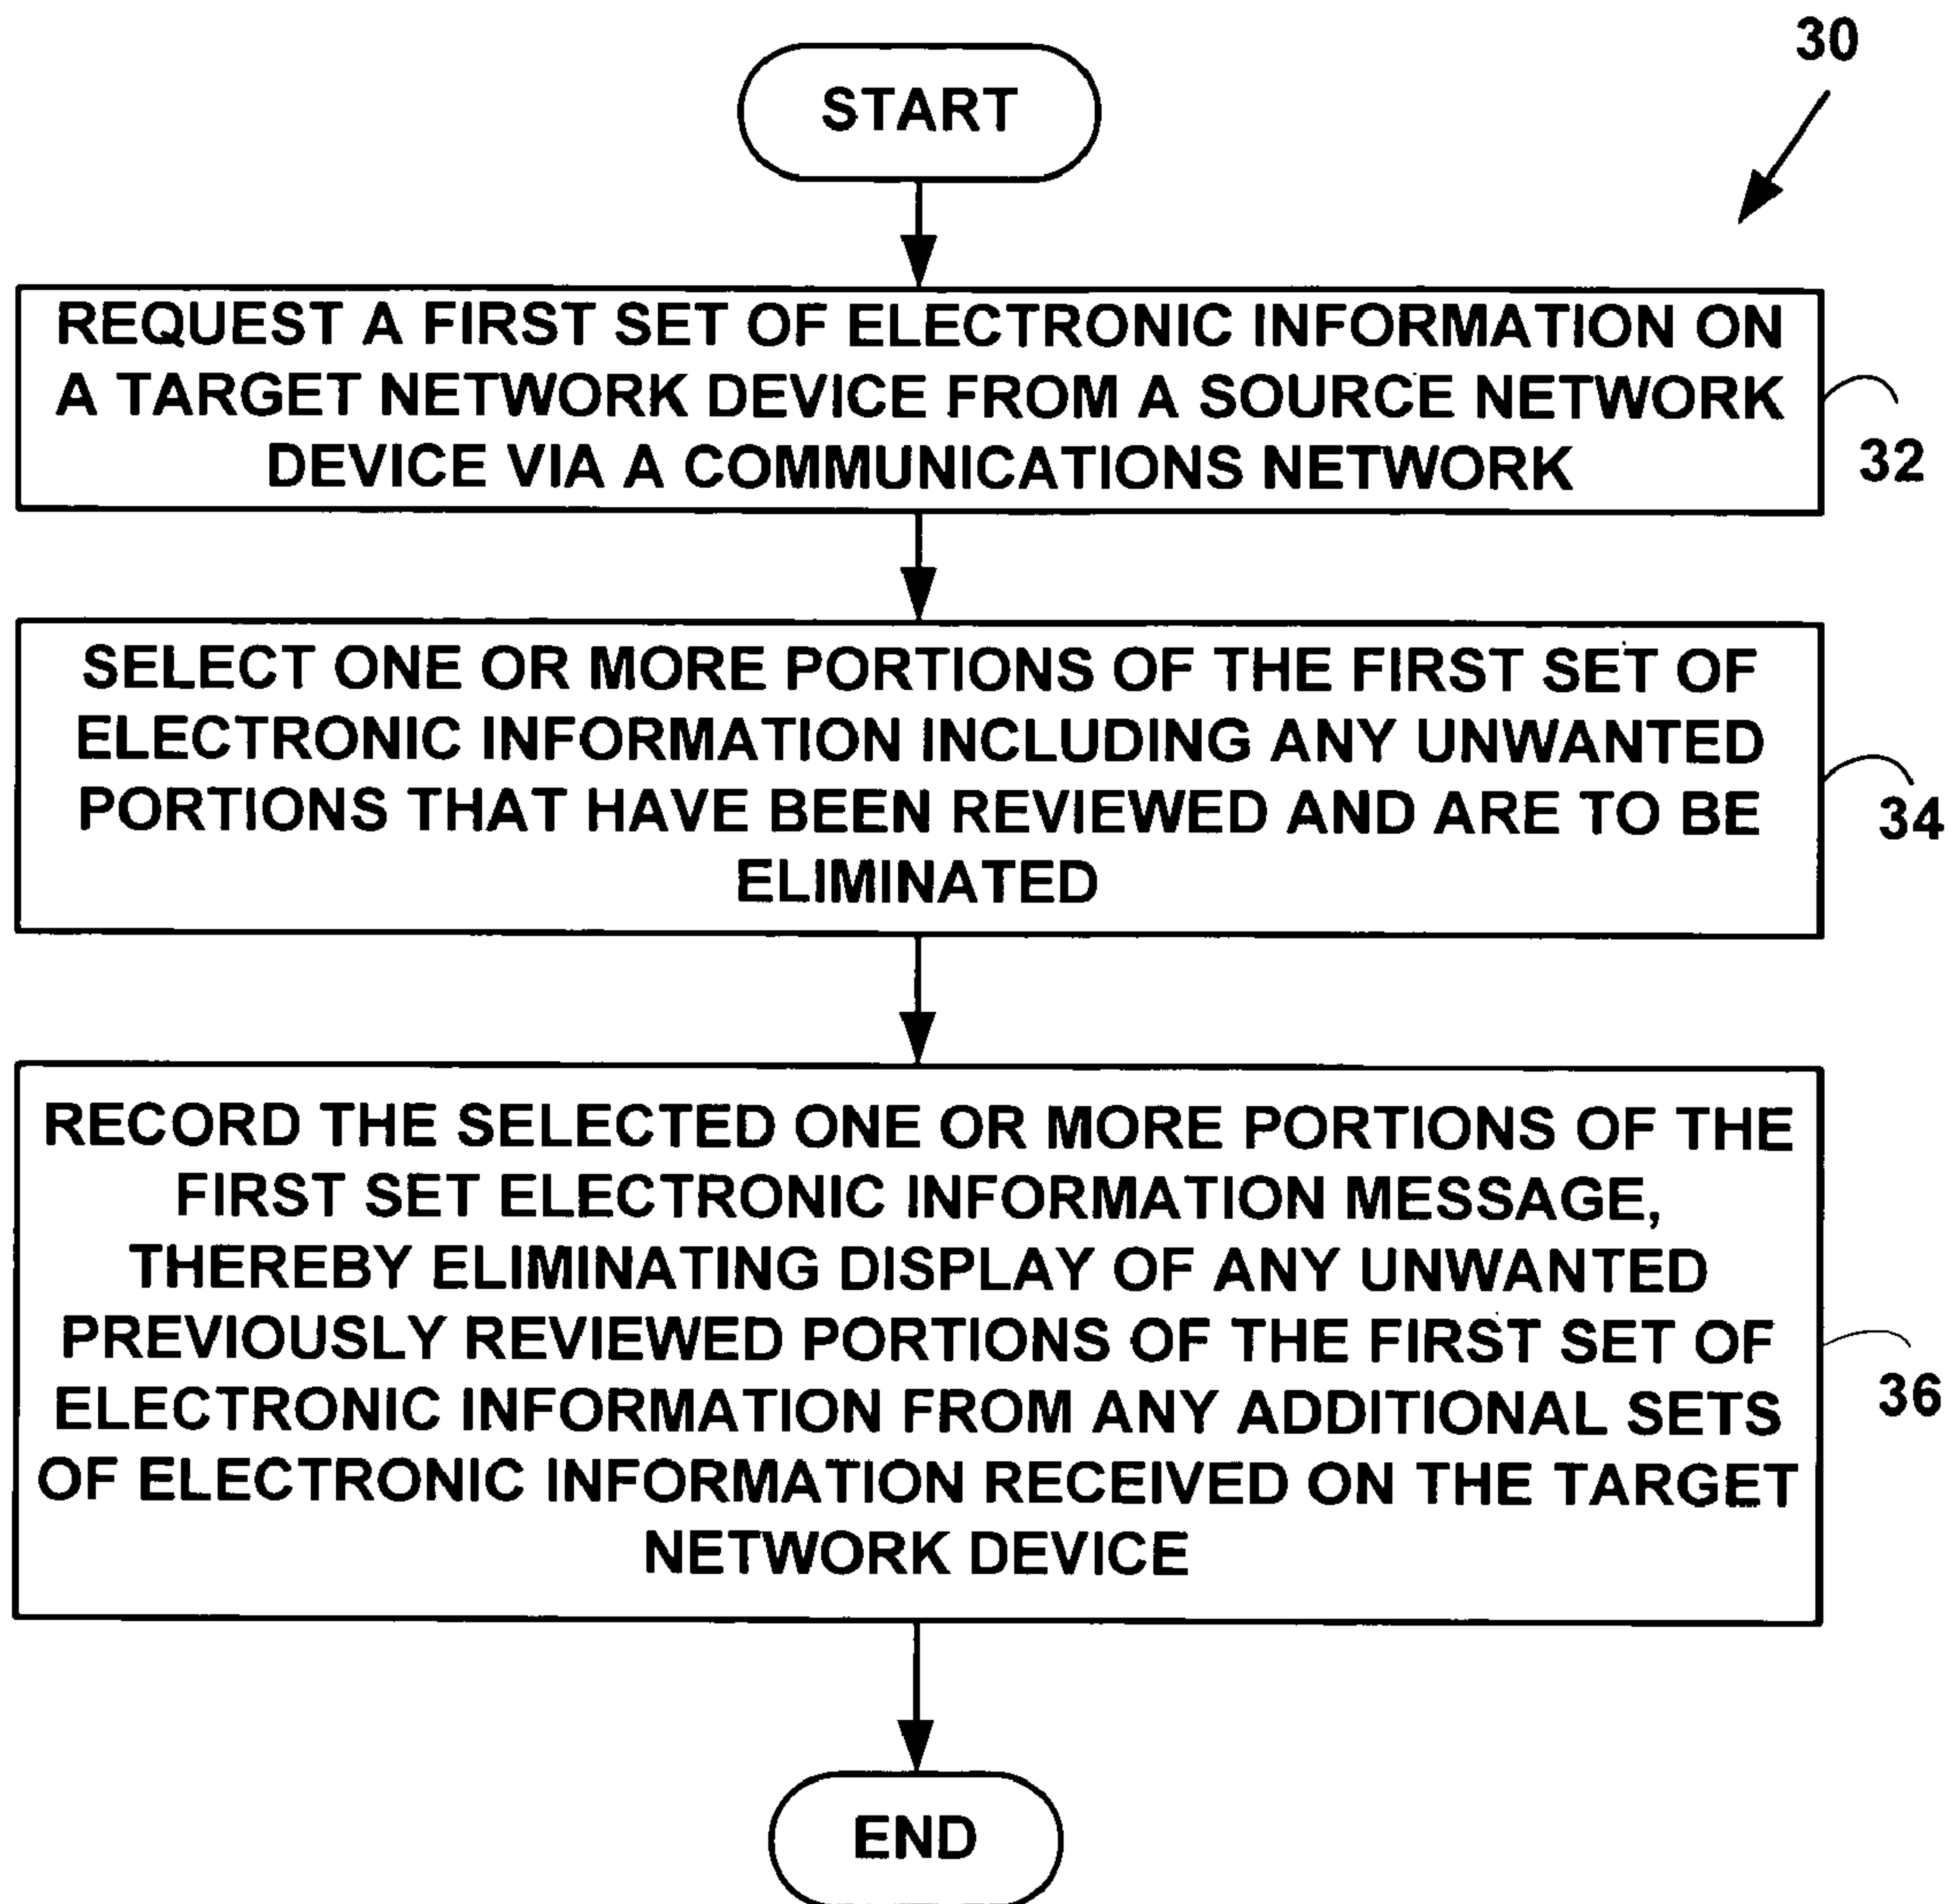 30
START
REQUEST A FIRST SET OF ELECTRONIC INFORMATION ON
A TARGET NETWORK DEVICE FROM A SOURCE NETWORK
DEVICE VIA A COMMUNICATIONS NETWORK
32
SELECT ONE OR MORE PORTIONS OF THE FIRST SET OF
ELECTRONIC INFORMATION INCLUDING ANY UNWANTED
PORTIONS THAT HAVE BEEN REVIEWED AND ARE TO BE
ELIMINATED
34
RECORD THE SELECTED ONE OR MORE PORTIONS OF THE
FIRST SET ELECTRONIC INFORMATION MESSAGE,
THEREBY ELIMINATING DISPLAY OF ANY UNWANTED
PREVIOUSLY REVIEWED PORTIONS OF THE FIRST SET OF
ELECTRONIC INFORMATION FROM ANY ADDITIONAL SETS
OF ELECTRONIC INFORMATION RECEIVED ON THE TARGET
NETWORK DEVICE
36
END